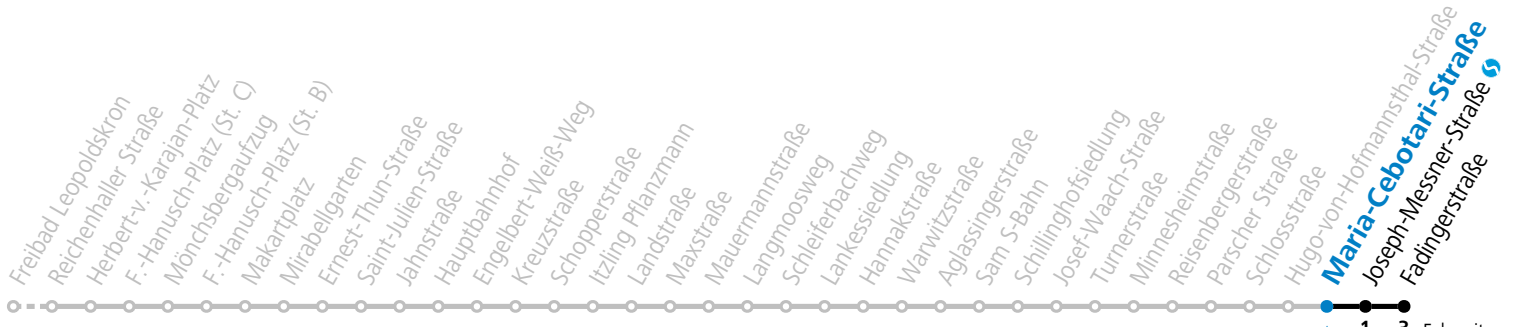 Freibad Leopoldskron
Reichenhaller Straße
Herbert-v.-Karajan-Platz
F.-Hanusch-Platz (St. C)
Mönchsbergaufzug
F.-Hanusch-Platz (St. B)
Makartplatz
Mirabellgarten
Ernest-Thun-Straße
Saint-Julien-Straße
Jahnstraße
Hauptbahnhof
Engelbert-Weiß-Weg
Kreuzstraße
Schopperstraße
Itzling Pflanzmann
Landstraße
Maxstraße
Mauermannstraße
Langmoosweg
Schleiferbachweg
Lankessiedlung
Hannakstraße
Warwitzstraße
Aglassingerstraße
Sam S-Bahn
Schillinghofsiedlung
Josef-Waach-Straße
Turnerstraße
Minnesheimstraße
Reisenbergerstraße
Parscher Straße
Schlossstraße
Hugo-von-Hofmannsthal-Straße
Maria-Cebotari-Straße
Joseph-Messner-Straße
Fadingerstraße